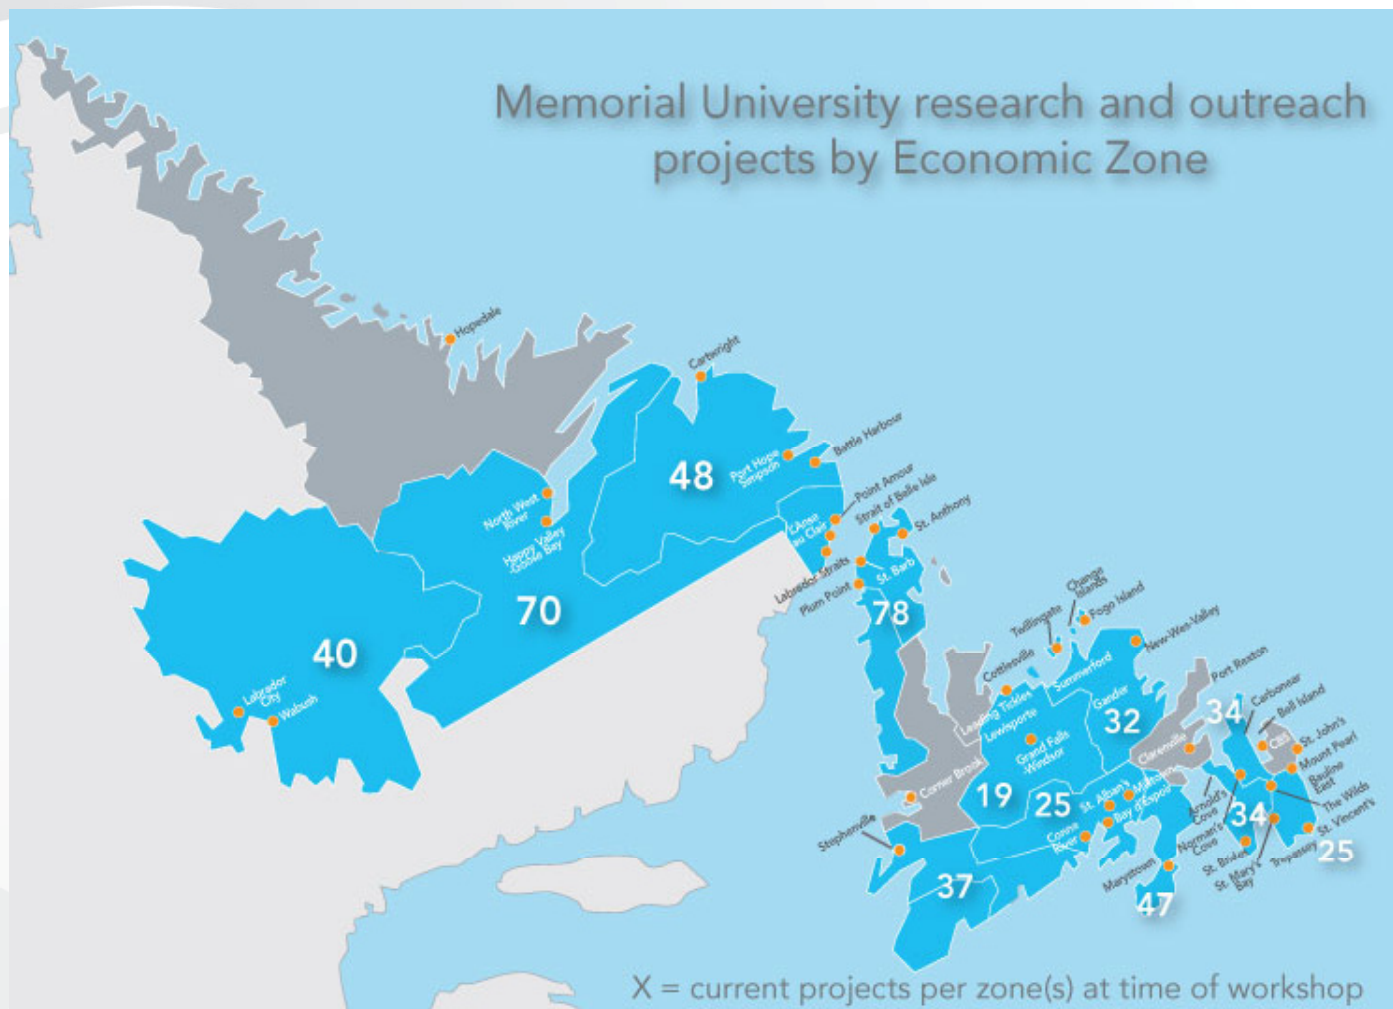 Memorial University research and outreach
projects by Economic Zone
Hopedale
Cartwright
Battle Harbour
Port Hope
Simpson
48
Point Amour
Strait of Belle Isle
St. Anthony
North West
River
L'Anse
au Clair
Happy Valley
-Goose Bay
Labrador Straits
St. Barb
Plum Point
78
70
40
Labrador
City
Wabush
Change
Islands
Fogo Island
Twillingate
New-Wes-Valley
Cottlesville
Summerford
Port Rexton
Leading Tickles
Lewisporte
Gander
32
34
Carbonear
Bell Island
CBS
St. John's
Mount Pearl
Bauline
East
The Wilds
St. Vincent's
Clarenville
Grand Falls
-Windsor
Corner Brook
19
25
St. Alban's
Milltown
Bay d'Espoir
Conne
River
Arnold's
Cove
Norman's
Cove
34
Stephenville
37
Marystown
47
St. Bride's
St. Mary's
Bay
Trepassey
25
X = current projects per zone(s) at time of workshop